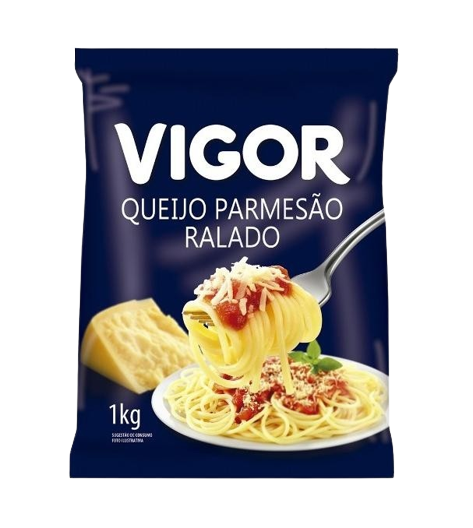 VIGOR
QUEIJO PARMESÃO
RALADO
1kg
SUGESTÃO DE CONSUMO
FOTO ILUSTRATIVA